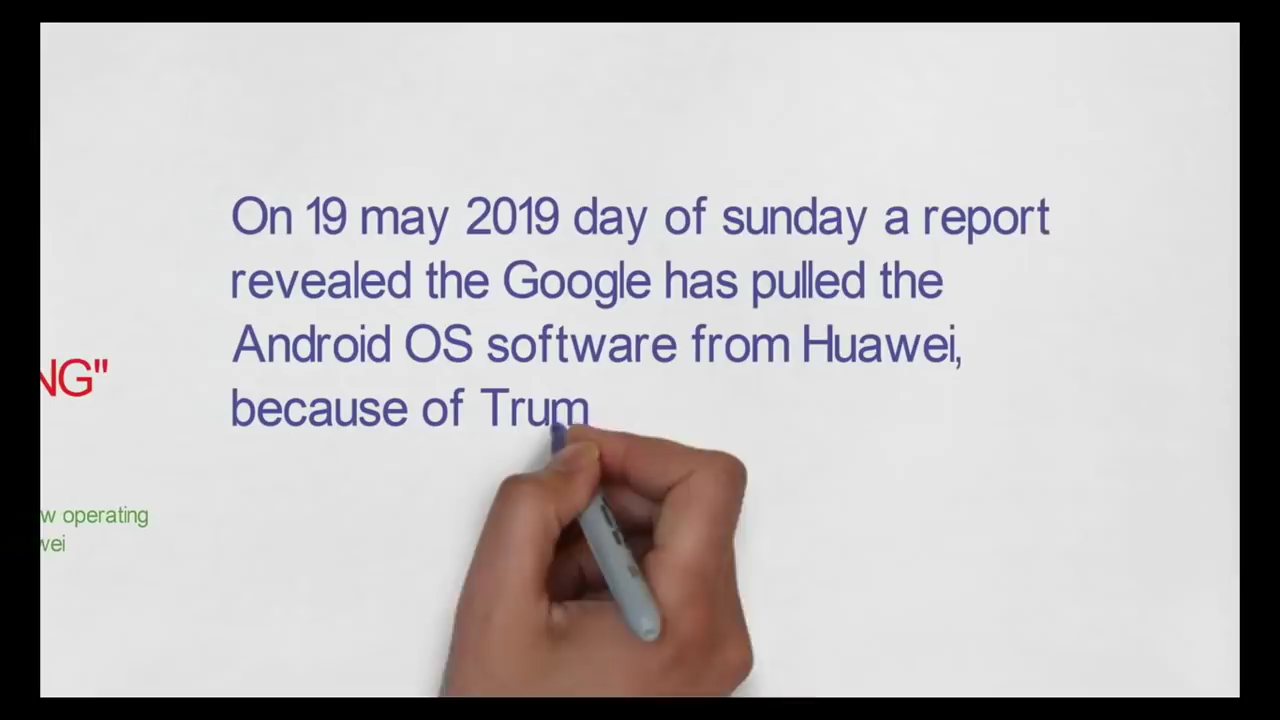 On 19 may 2019 day of sunday a report
revealed the Google has pulled the
Android OS software from Huawei,
because of Trum
NG"
w operating
wei